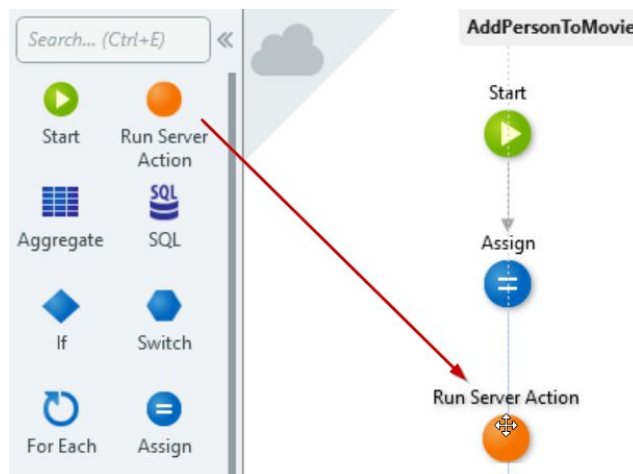 Search... (Ctrl+E)
Start
Run Server
Action
Aggregate
SQL
SQL
If
Switch
For Each
Assign
AddPersonToMovie
Start
Assign
Run Server Action